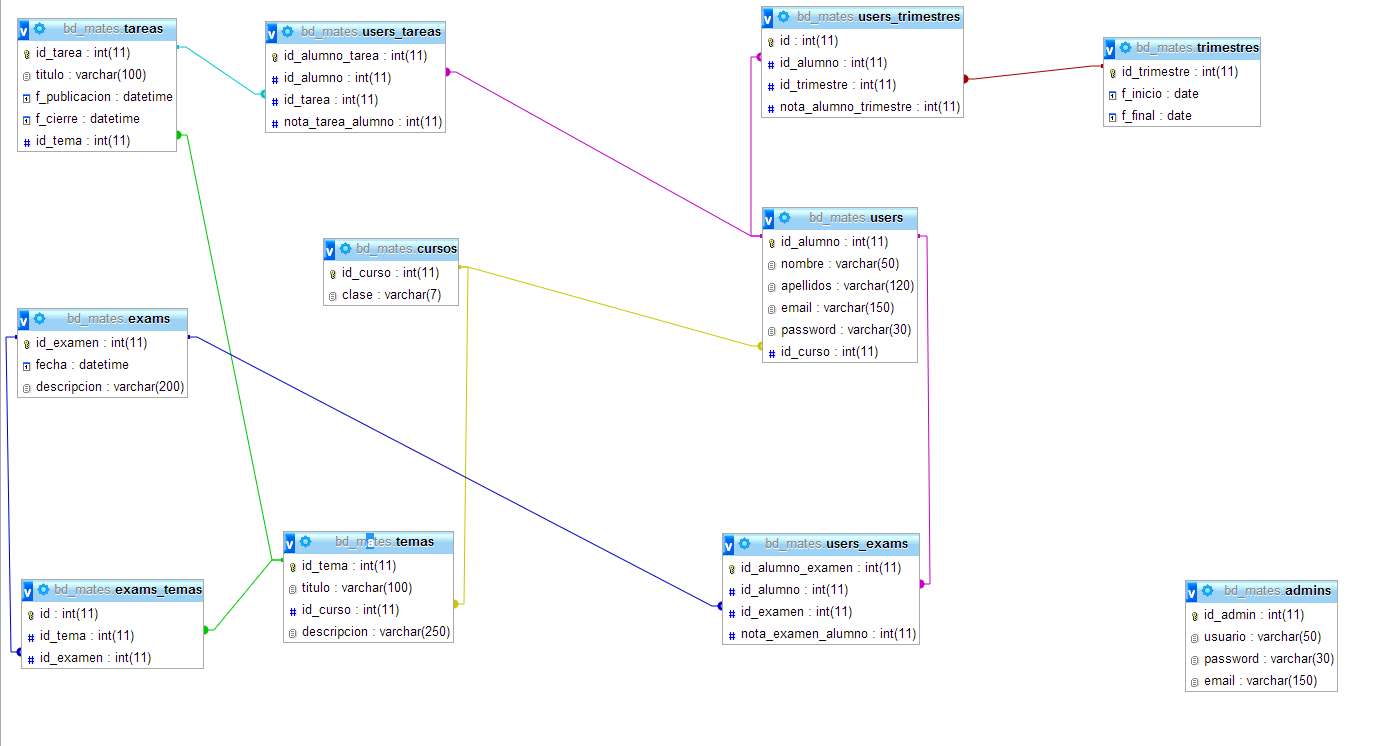 bd_mates.tareas
id_tarea : int(11)
titulo : varchar(100)
f_publicacion : datetime
f_cierre : datetime
id_tema : int(11)
bd_mates.users_tareas
id_alumno_tarea : int(11)
id_alumno : int(11)
id_tarea : int(11)
nota_tarea_alumno : int(11)
bd_mates.users_trimestres
id : int(11)
id_alumno : int(11)
id_trimestre : int(11)
nota_alumno_trimestre : int(11)
bd_mates.trimestres
id_trimestre : int(11)
f_inicio : date
f_final : date
bd_mates.cursos
id_curso : int(11)
clase : varchar(7)
bd_mates.users
id_alumno : int(11)
nombre : varchar(50)
apellidos : varchar(120)
email : varchar(150)
password : varchar(30)
id_curso : int(11)
bd_mates.exams
id_examen : int(11)
fecha : datetime
descripcion : varchar(200)
bd_mates.exams_temas
id : int(11)
id_tema : int(11)
id_examen : int(11)
bd_mates.temas
id_tema : int(11)
titulo : varchar(100)
id_curso : int(11)
descripcion : varchar(250)
bd_mates.users_exams
id_alumno_examen : int(11)
id_alumno : int(11)
id_examen : int(11)
nota_examen_alumno : int(11)
bd_mates.admins
id_admin : int(11)
usuario : varchar(50)
password : varchar(30)
email : varchar(150)